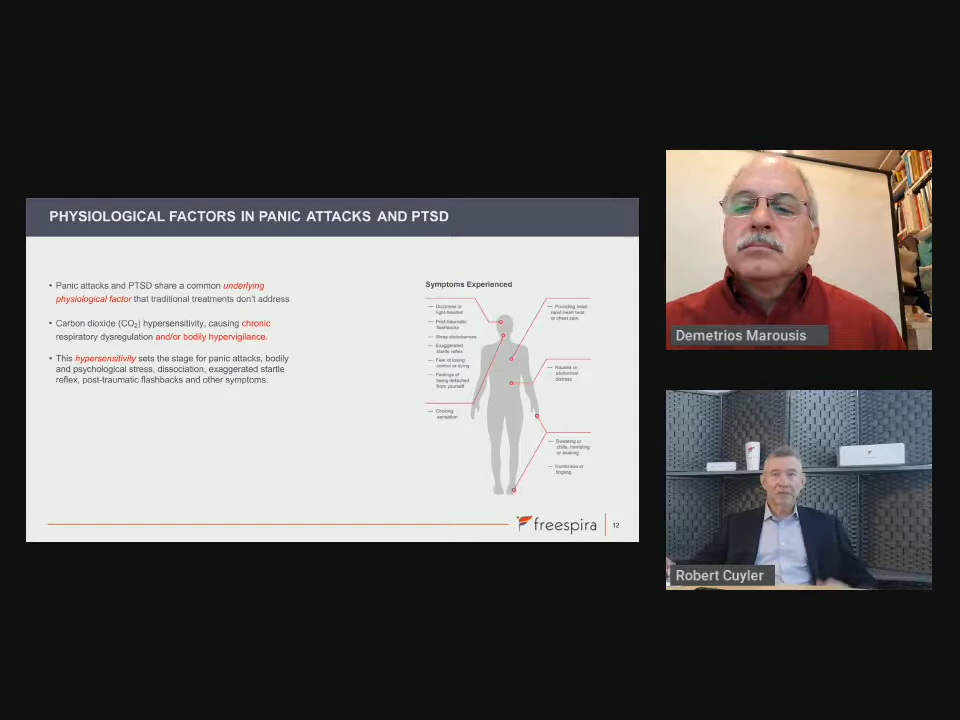 PHYSIOLOGICAL FACTORS IN PANIC ATTACKS AND PTSD
• Panic attacks and PTSD share a common underlying
physiological factor that traditional treatments don't address
• Carbon dioxide (CO2) hypersensitivity, causing chronic
respiratory dysregulation and/or bodily hypervigilance.
• This hypersensitivity sets the stage for panic attacks, bodily
and psychological stress, dissociation, exaggerated startle
reflex, post-traumatic flashbacks and other symptoms.
Symptoms Experienced
— Dizziness or
light-headed
— Post-traumatic
flashbacks
— Sleep disturbances
— Exaggerated
startle reflex
— Fear of losing
control or dying
— Feelings of
being detached
from yourself
— Choking
sensation
— Pounding heart
rapid heart beat
or chest pain
— Nausea or
abdominal
distress
— Sweating or
chills, trembling
or shaking
— Numbness or
tingling
freespira
12
Demetrios Marousis
Robert Cuyler